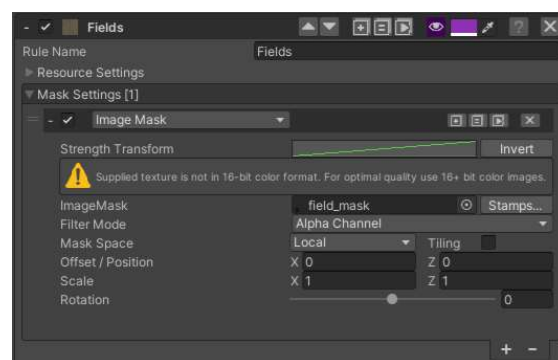 Fields
Rule Name Fields
Resource Settings
Mask Settings [1]
Image Mask
Strength Transform Invert
Supplied texture is not in 16-bit color format. For optimal quality use 16+ bit color images.
ImageMask field_mask Stamps...
Filter Mode Alpha Channel
Mask Space Local Tiling
Offset / Position X 0 Z 0
Scale X 1 Z 1
Rotation 0